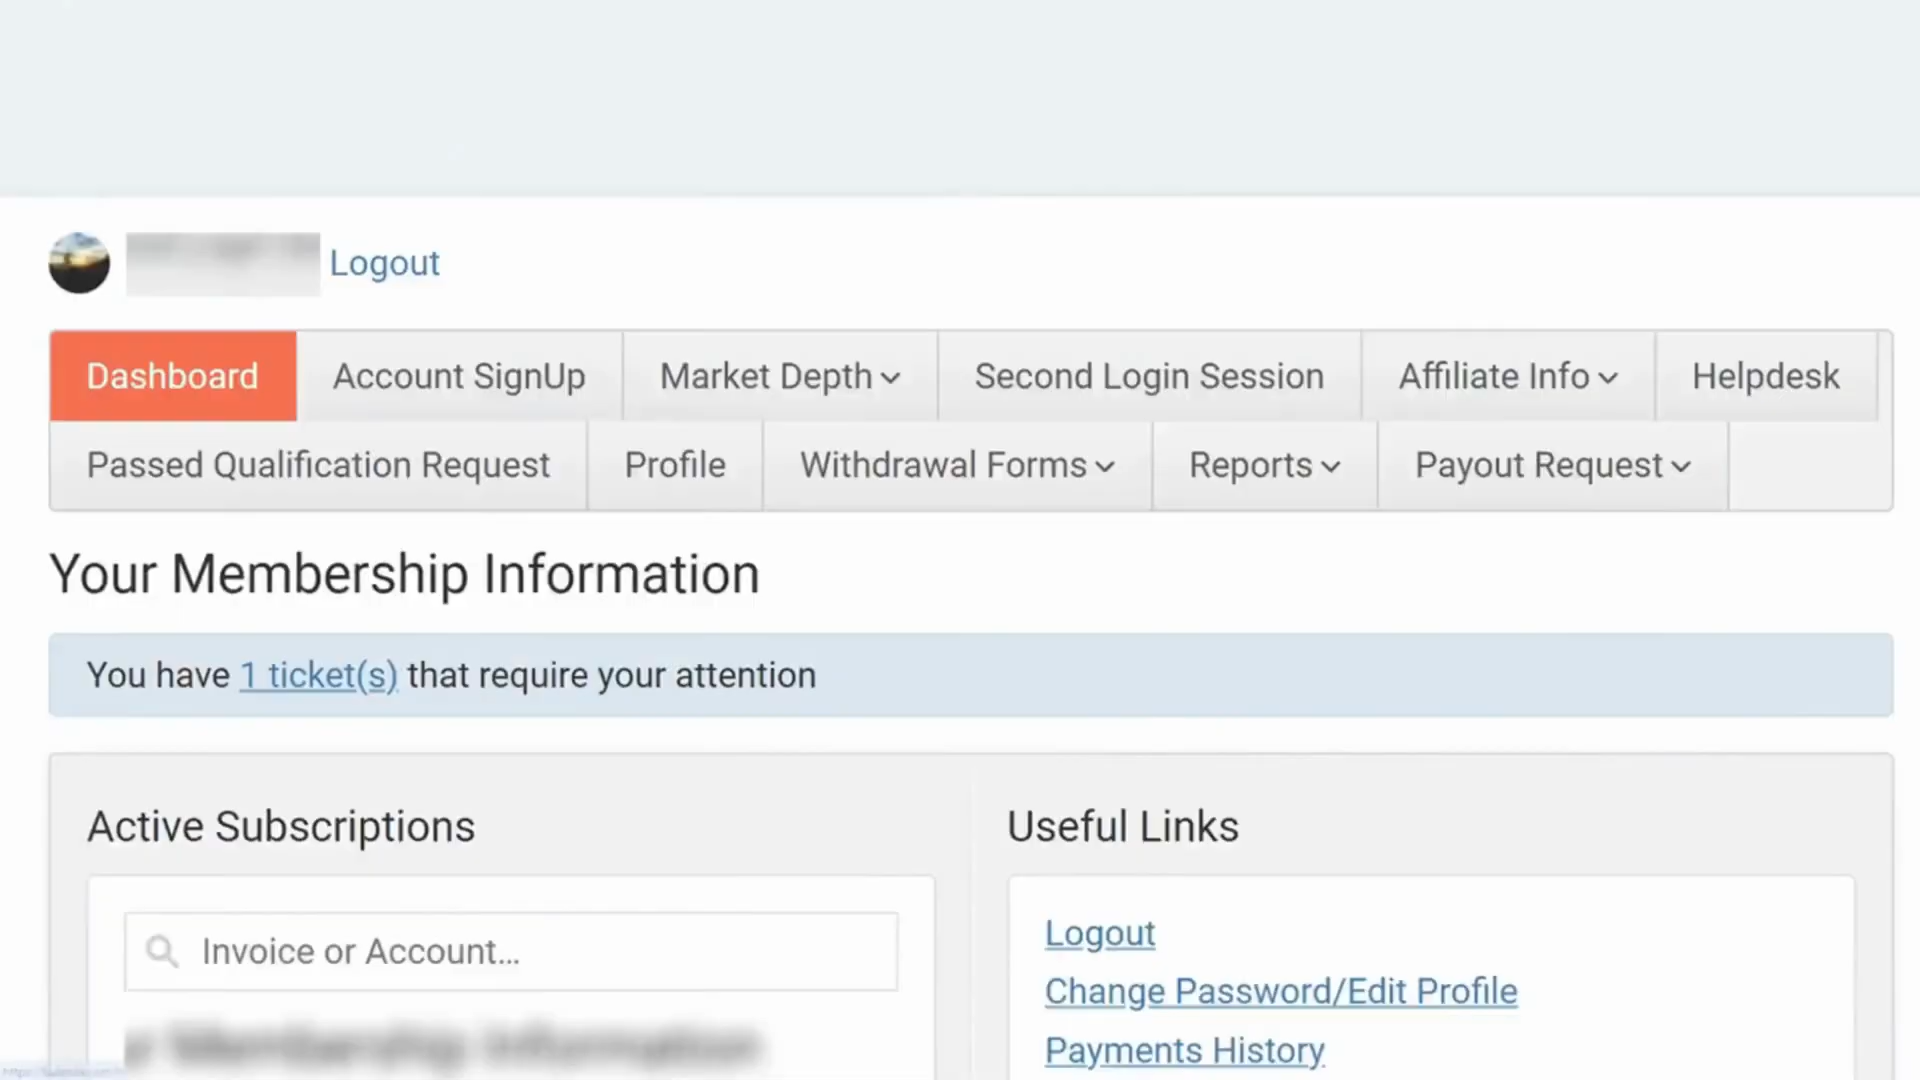 Logout
Dashboard
Account SignUp
Market Depth
Second Login Session
Affiliate Info
Helpdesk
Passed Qualification Request
Profile
Withdrawal Forms
Reports
Payout Request
Your Membership Information
You have 1 ticket(s) that require your attention
Active Subscriptions
Invoice or Account...
Useful Links
Logout
Change Password/Edit Profile
Payments History